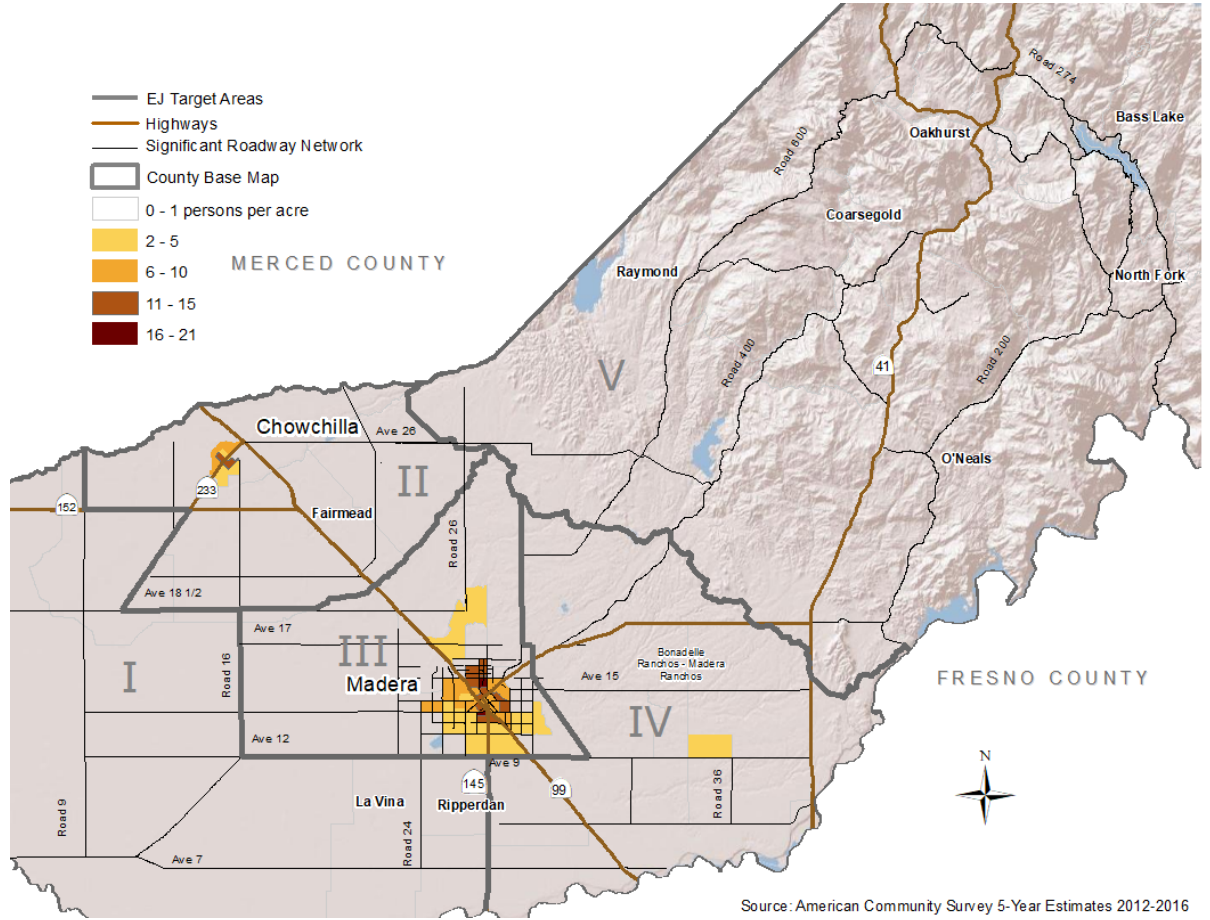 EJ Target Areas
Highways
Significant Roadway Network
County Base Map
0 - 1 persons per acre
2 - 5
6 - 10
11 - 15
16 - 21
MERCED COUNTY
Road 274
Bass Lake
Oakhurst
Road 600
Coarsegold
Raymond
North Fork
V
Road 400
41
Road 200
Chowchilla
Ave 26
O'Neals
II
233
152
Fairmead
Road 26
Ave 18 1/2
Ave 17
III
I
Road 16
Madera
Bonadelle
Ranchos - Madera
Ranchos
Ave 15
FRESNO COUNTY
IV
Ave 12
Ave 9
N
145
99
Road 36
La Vina
Ripperdan
Road 9
Road 24
Ave 7
Source: American Community Survey 5-Year Estimates 2012-2016